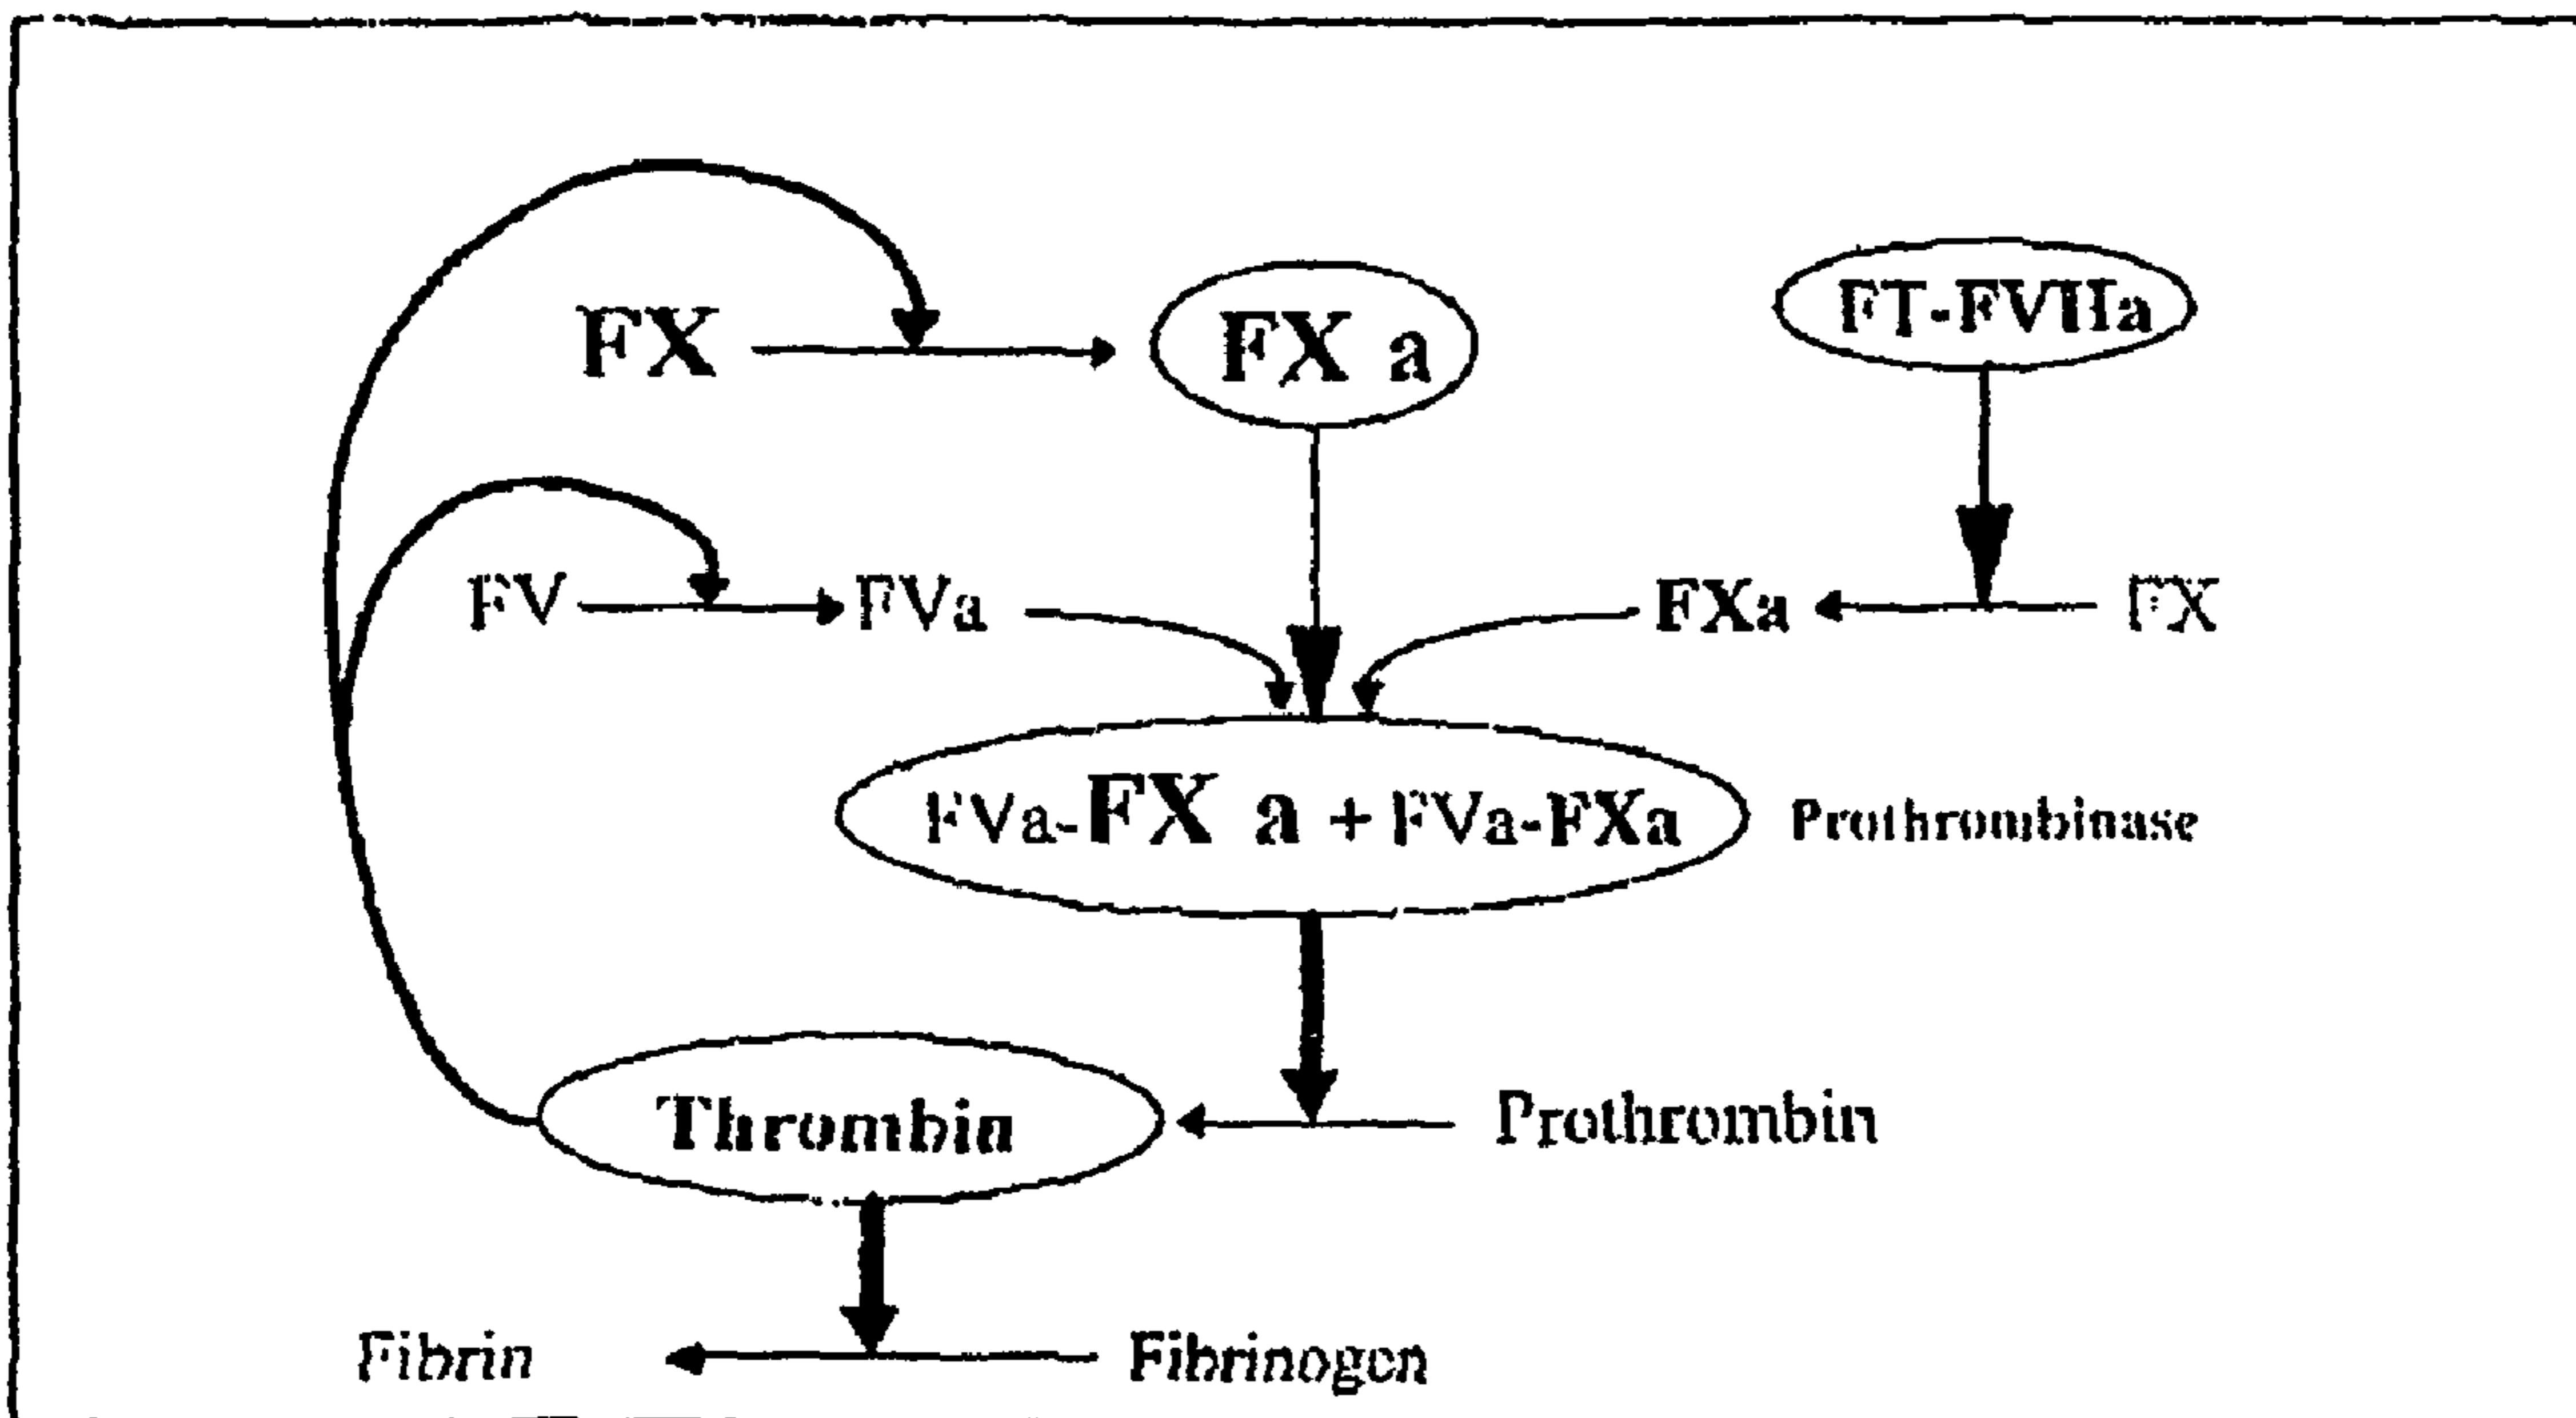 FX FX a FT-FVIIa
FV FVa FXa FX
FVa-FX a + FVa-FXa Prothrombinase
Thrombin Prothrombin
Fibrin Fibrinogen